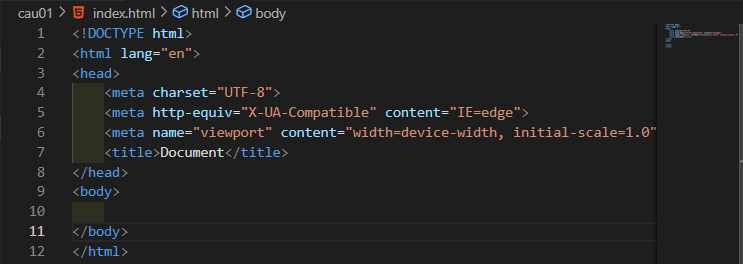 cau01 > index.html > html > body
1 <!DOCTYPE html>
2 <html lang="en">
3 <head>
4 <meta charset="UTF-8">
5 <meta http-equiv="X-UA-Compatible" content="IE=edge">
6 <meta name="viewport" content="width=device-width, initial-scale=1.0"
7 <title>Document</title>
8 </head>
9 <body>
10
11 </body>
12 </html>